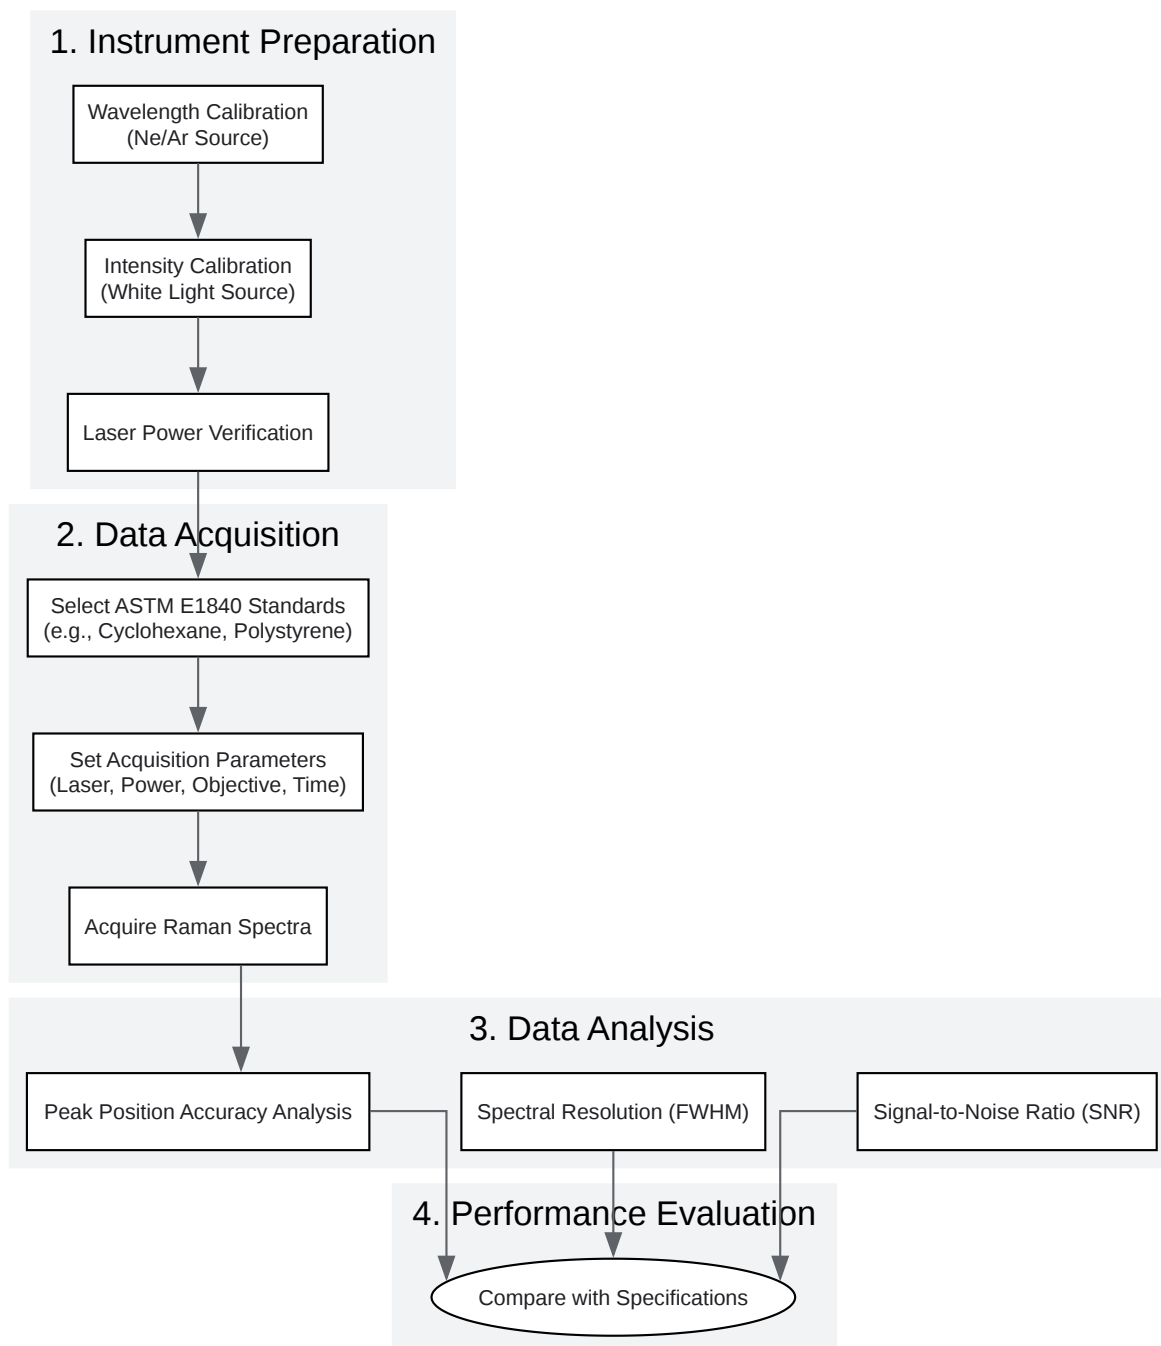 1. Instrument Preparation
Wavelength Calibration
(Ne/Ar Source)
Intensity Calibration
(White Light Source)
Laser Power Verification
2. Data Acquisition
Select ASTM E1840 Standards
(e.g., Cyclohexane, Polystyrene)
Set Acquisition Parameters
(Laser, Power, Objective, Time)
Acquire Raman Spectra
3. Data Analysis
Peak Position Accuracy Analysis
Spectral Resolution (FWHM)
Signal-to-Noise Ratio (SNR)
4. Performance Evaluation
Compare with Specifications